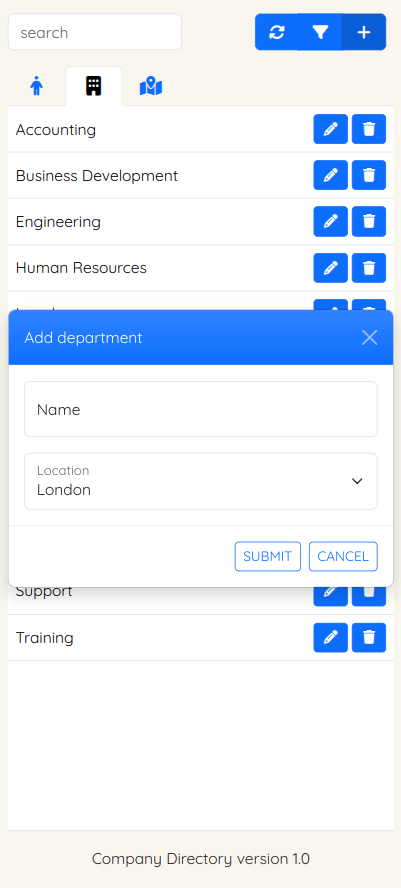 search
Accounting
Business Development
Engineering
Human Resources
Add department
Name
Location
London
SUBMIT
CANCEL
Support
Training
Company Directory version 1.0